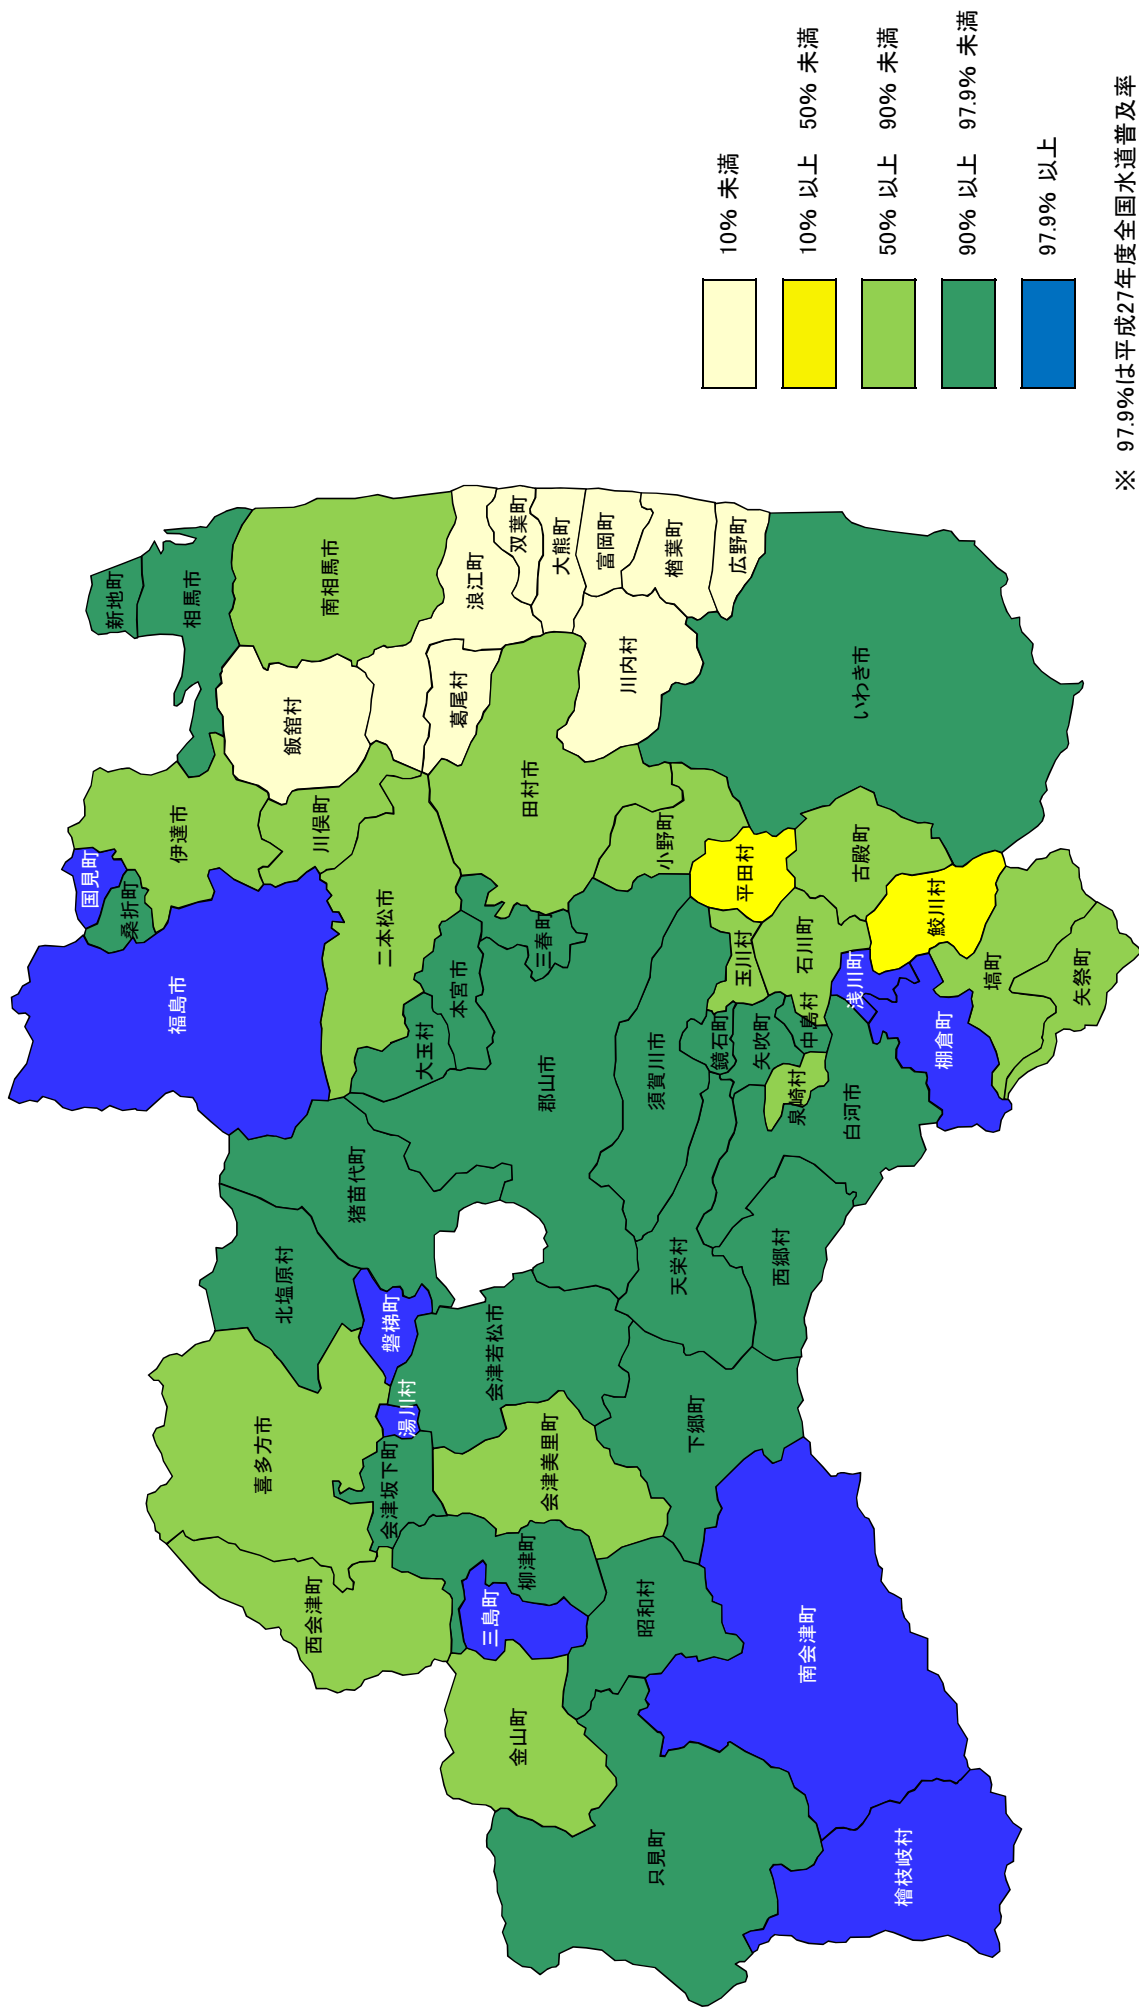 新地町
相馬市
南相馬市
飯舘村
浪江町
双葉町
大熊町
富岡町
楢葉町
広野町
葛尾村
川内村
いわき市
国見町
桑折町
伊達市
川俣町
福島市
二本松市
田村市
小野町
平田村
古殿町
鮫川村
三春町
本宮市
大玉村
郡山市
須賀川市
玉川村
石川町
浅川町
鏡石町
矢吹町
中島村
泉崎村
白河市
棚倉町
塙町
矢祭町
猪苗代町
北塩原村
磐梯町
会津若松市
天栄村
西郷村
喜多方市
湯川村
会津坂下町
会津美里町
下郷町
西会津町
柳津町
三島町
昭和村
南会津町
金山町
只見町
檜枝岐村
10% 未満
10% 以上 50% 未満
50% 以上 90% 未満
90% 以上 97.9% 未満
97.9% 以上
※ 97.9%は平成27年度全国水道普及率